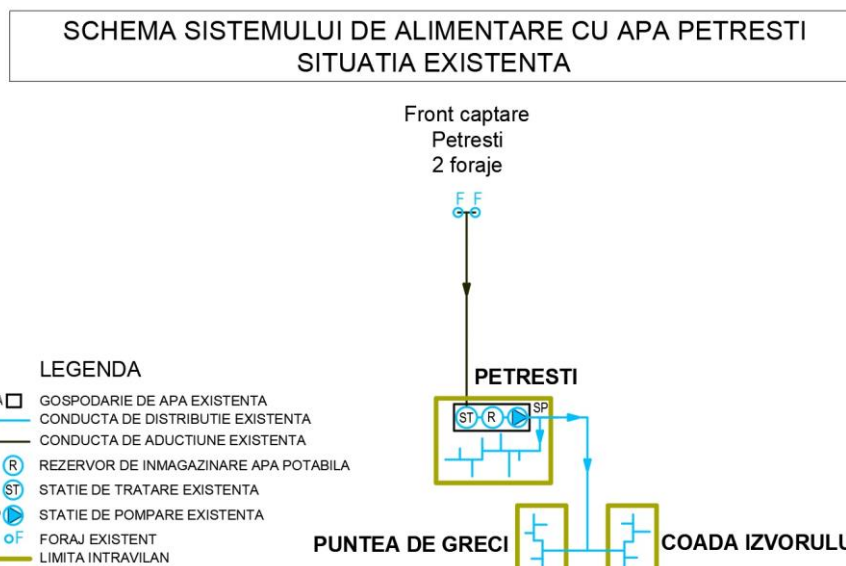 SCHEMA SISTEMULUI DE ALIMENTARE CU APA PETRESTI
SITUATIA EXISTENTA
Front captare
Petresti
2 foraje
F F
PETRESTI
ST R SP
LEGENDA
A GOSPODARIE DE APA EXISTENTA
CONDUCTA DE DISTRIBUTIE EXISTENTA
CONDUCTA DE ADUCTIUNE EXISTENTA
R REZERVOR DE INMAGAZINARE APA POTABILA
ST STATIE DE TRATARE EXISTENTA
STATIE DE POMPARE EXISTENTA
F FORAJ EXISTENT
LIMITA INTRAVILAN
PUNTEA DE GRECI
COADA IZVORULU